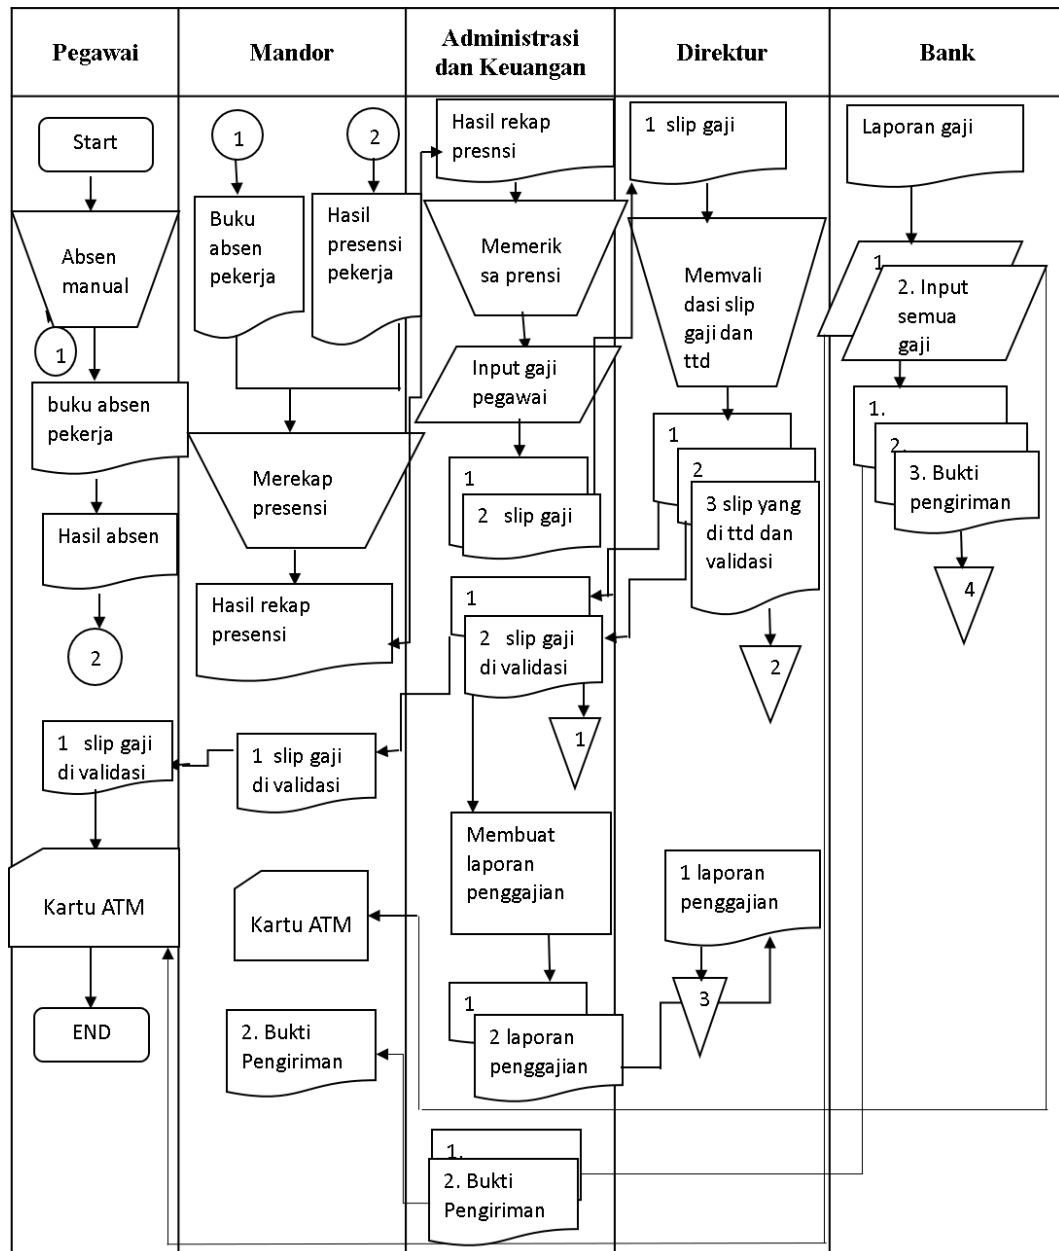 Pegawai
Mandor
Administrasi
dan Keuangan
Direktur
Bank
Start
Absen
manual
1
buku absen
pekerja
Hasil absen
2
1 slip gaji
di validasi
Kartu ATM
END
1
2
Buku
absen
pekerja
Hasil
presensi
pekerja
Merekap
presensi
Hasil rekap
presensi
1 slip gaji
di validasi
Kartu ATM
2. Bukti
Pengiriman
Hasil rekap
presnsi
Memerik
sa prensi
Input gaji
pegawai
1
2 slip gaji
1
2 slip gaji
di validasi
1
Membuat
laporan
penggajian
1
2 laporan
penggajian
1.
2. Bukti
Pengiriman
1 slip gaji
Memvali
dasi slip
gaji dan
ttd
1
2
3 slip yang
di ttd dan
validasi
2
1 laporan
penggajian
3
Laporan gaji
1
2. Input
semua
gaji
1.
2.
3. Bukti
pengiriman
4